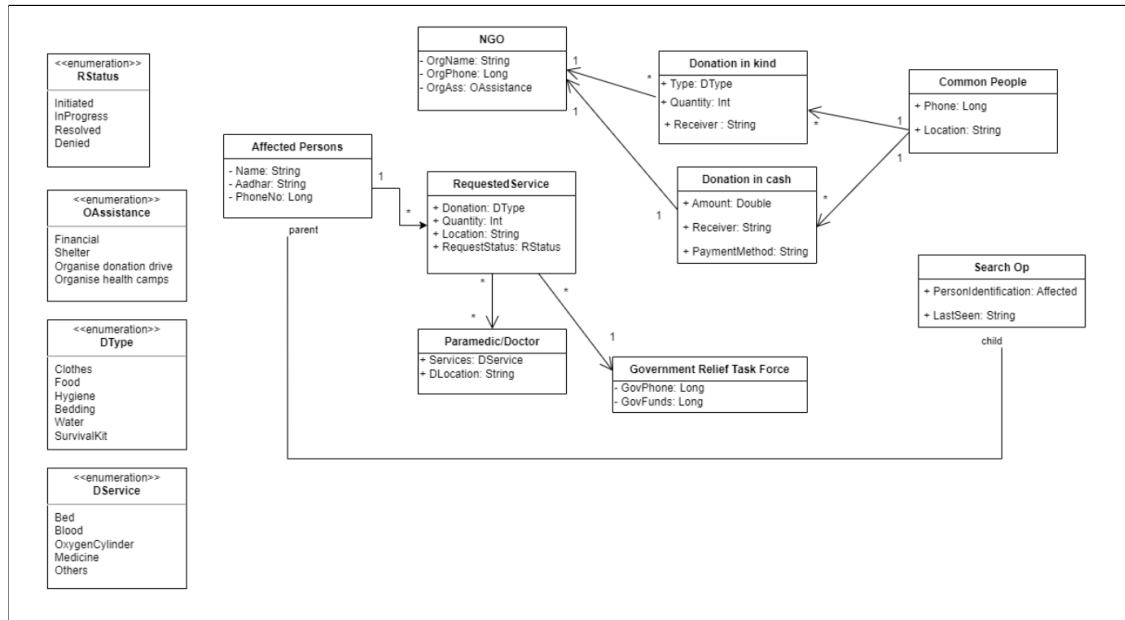 <<enumeration>>
RStatus
Initiated
InProgress
Resolved
Denied
<<enumeration>>
OAssistance
Financial
Shelter
Organise donation drive
Organise health camps
<<enumeration>>
DType
Clothes
Food
Hygiene
Bedding
Water
SurvivalKit
<<enumeration>>
DService
Bed
Blood
OxygenCylinder
Medicine
Others
Affected Persons
- Name: String
- Aadhar: String
- PhoneNo: Long
parent
1
*
NGO
- OrgName: String
- OrgPhone: Long
- OrgAss: OAssistance
1
*
1
1
RequestedService
+ Donation: DType
+ Quantity: Int
+ Location: String
+ RequestStatus: RStatus
*
*
*
1
Paramedic/Doctor
+ Services: DService
+ DLocation: String
Government Relief Task Force
- GovPhone: Long
- GovFunds: Long
Donation in kind
+ Type: DType
+ Quantity: Int
+ Receiver : String
*
1
Donation in cash
+ Amount: Double
+ Receiver: String
+ PaymentMethod: String
*
1
Common People
+ Phone: Long
+ Location: String
Search Op
+ PersonIdentification: Affected
+ LastSeen: String
child